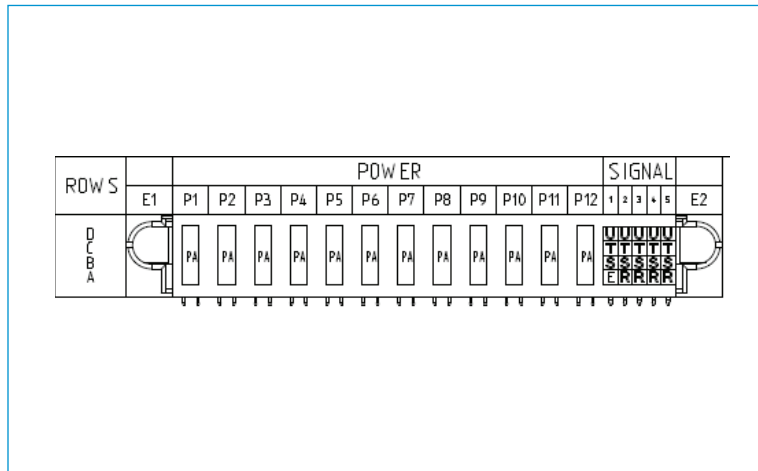 ROWS POWER SIGNAL
E1 P1 P2 P3 P4 P5 P6 P7 P8 P9 P10 P11 P12 1 2 3 4 5 E2
D U U U U U
C PA PA PA PA PA PA PA PA PA PA PA PA T T T T T
B S S S S S
A E R R R R